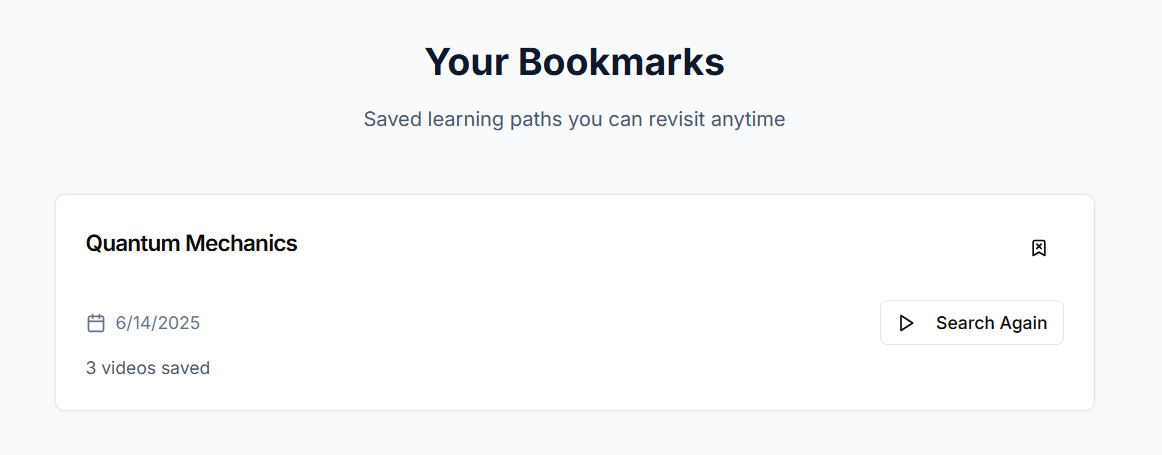 Your Bookmarks
Saved learning paths you can revisit anytime
Quantum Mechanics
6/14/2025
Search Again
3 videos saved